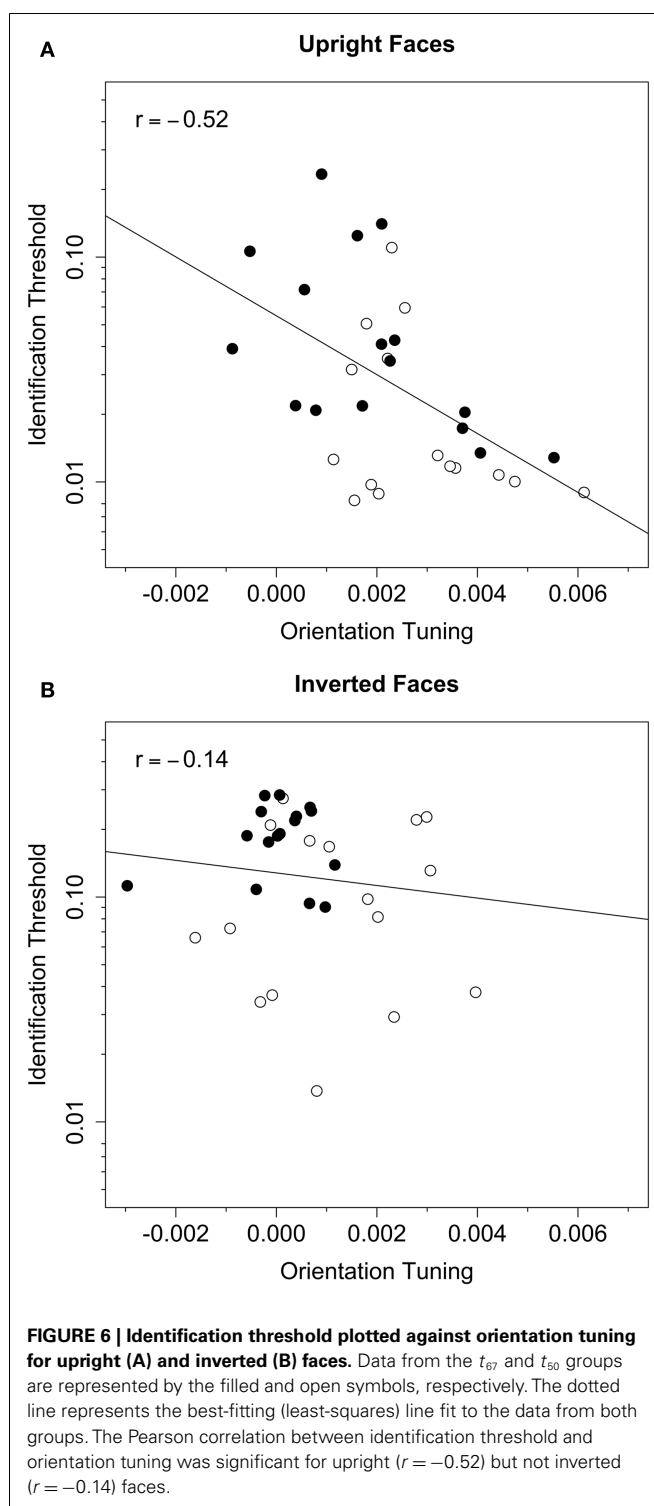 A
Upright Faces
r = −0.52
Identification Threshold
0.10
0.01
-0.002 0.000 0.002 0.004 0.006
Orientation Tuning
B
Inverted Faces
r = −0.14
Identification Threshold
0.10
0.01
-0.002 0.000 0.002 0.004 0.006
Orientation Tuning
FIGURE 6 | Identification threshold plotted against orientation tuning
for upright (A) and inverted (B) faces. Data from the t67 and t50 groups
are represented by the filled and open symbols, respectively. The dotted
line represents the best-fitting (least-squares) line fit to the data from both
groups. The Pearson correlation between identification threshold and
orientation tuning was significant for upright (r = −0.52) but not inverted
(r = −0.14) faces.